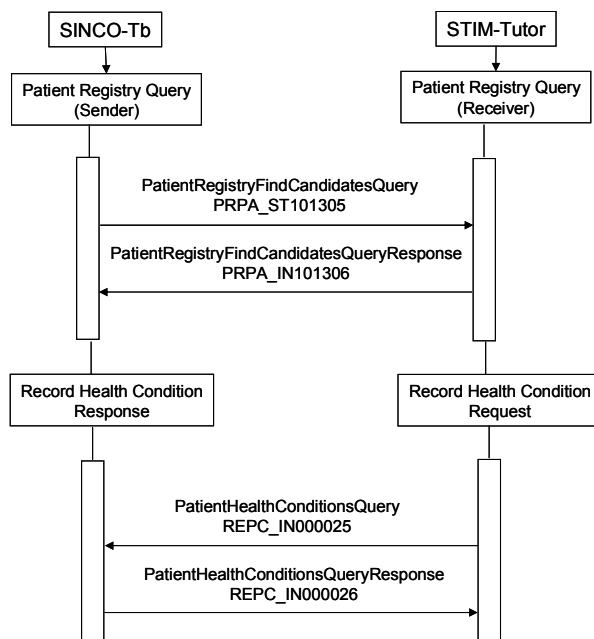 SINCO-Tb
STIM-Tutor
Patient Registry Query
(Sender)
Patient Registry Query
(Receiver)
PatientRegistryFindCandidatesQuery
PRPA_ST101305
PatientRegistryFindCandidatesQueryResponse
PRPA_IN101306
Record Health Condition
Response
Record Health Condition
Request
PatientHealthConditionsQuery
REPC_IN000025
PatientHealthConditionsQueryResponse
REPC_IN000026